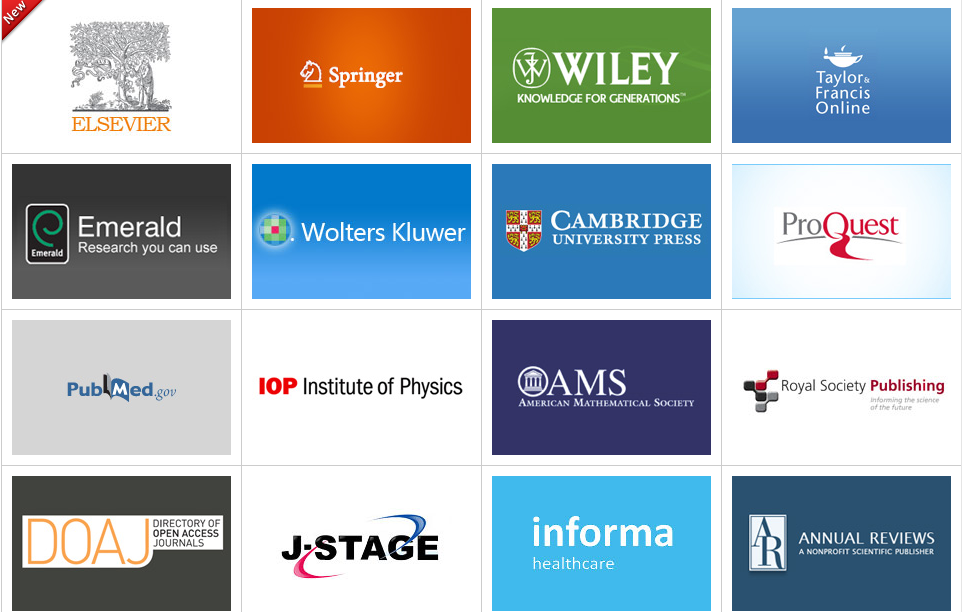 New
ELSEVIER
Springer
WILEY
KNOWLEDGE FOR GENERATIONS™
Taylor&
Francis
Online
Emerald
Emerald
Research you can use
Wolters Kluwer
CAMBRIDGE
UNIVERSITY PRESS
ProQuest
PubMed.gov
IOP Institute of Physics
AMS
AMERICAN MATHEMATICAL SOCIETY
Royal Society Publishing
Informing the science
of the future
DOAJ
DIRECTORY OF
OPEN ACCESS
JOURNALS
J-STAGE
informa
healthcare
AR
ANNUAL REVIEWS
A NONPROFIT SCIENTIFIC PUBLISHER